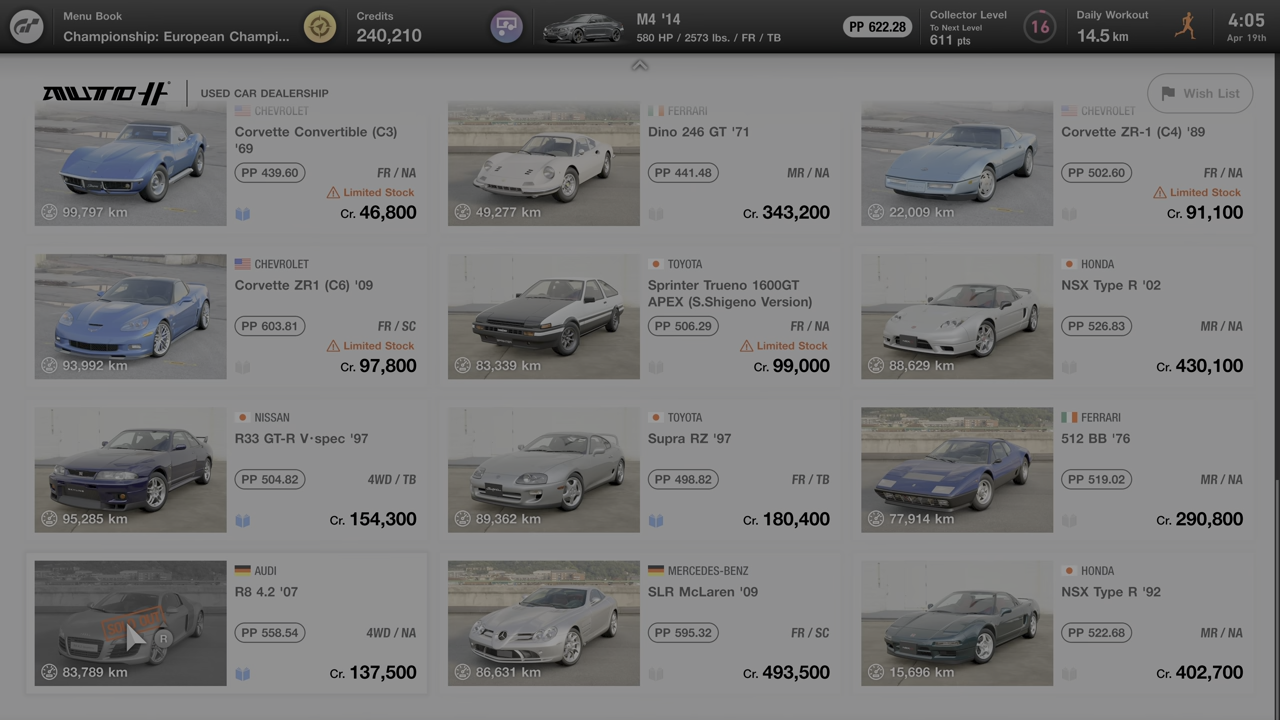 Menu Book
Championship: European Champi...
Credits
240,210
M4 '14
580 HP / 2573 lbs. / FR / TB
PP 622.28
Collector Level
To Next Level
611 pts
16
Daily Workout
14.5 km
4:05
Apr 19th
AUTO
USED CAR DEALERSHIP
Wish List
CHEVROLET
Corvette Convertible (C3)
'69
PP 439.60
FR / NA
Limited Stock
99,797 km
Cr. 46,800
FERRARI
Dino 246 GT '71
PP 441.48
MR / NA
49,277 km
Cr. 343,200
CHEVROLET
Corvette ZR-1 (C4) '89
PP 502.60
FR / NA
Limited Stock
22,009 km
Cr. 91,100
CHEVROLET
Corvette ZR1 (C6) '09
PP 603.81
FR / SC
Limited Stock
93,992 km
Cr. 97,800
TOYOTA
Sprinter Trueno 1600GT
APEX (S.Shigeno Version)
PP 506.29
FR / NA
Limited Stock
83,339 km
Cr. 99,000
HONDA
NSX Type R '02
PP 526.83
MR / NA
88,629 km
Cr. 430,100
NISSAN
R33 GT-R V･spec '97
PP 504.82
4WD / TB
95,285 km
Cr. 154,300
TOYOTA
Supra RZ '97
PP 498.82
FR / TB
89,362 km
Cr. 180,400
FERRARI
512 BB '76
PP 519.02
MR / NA
77,914 km
Cr. 290,800
AUDI
R8 4.2 '07
PP 558.54
4WD / NA
R
83,789 km
Cr. 137,500
MERCEDES-BENZ
SLR McLaren '09
PP 595.32
FR / SC
86,631 km
Cr. 493,500
HONDA
NSX Type R '92
PP 522.68
MR / NA
15,696 km
Cr. 402,700